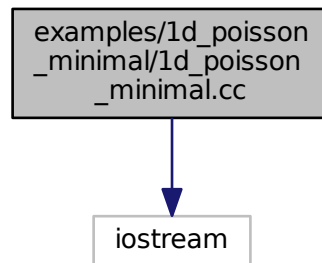 examples/1d_poisson
_minimal/1d_poisson
_minimal.cc
iostream